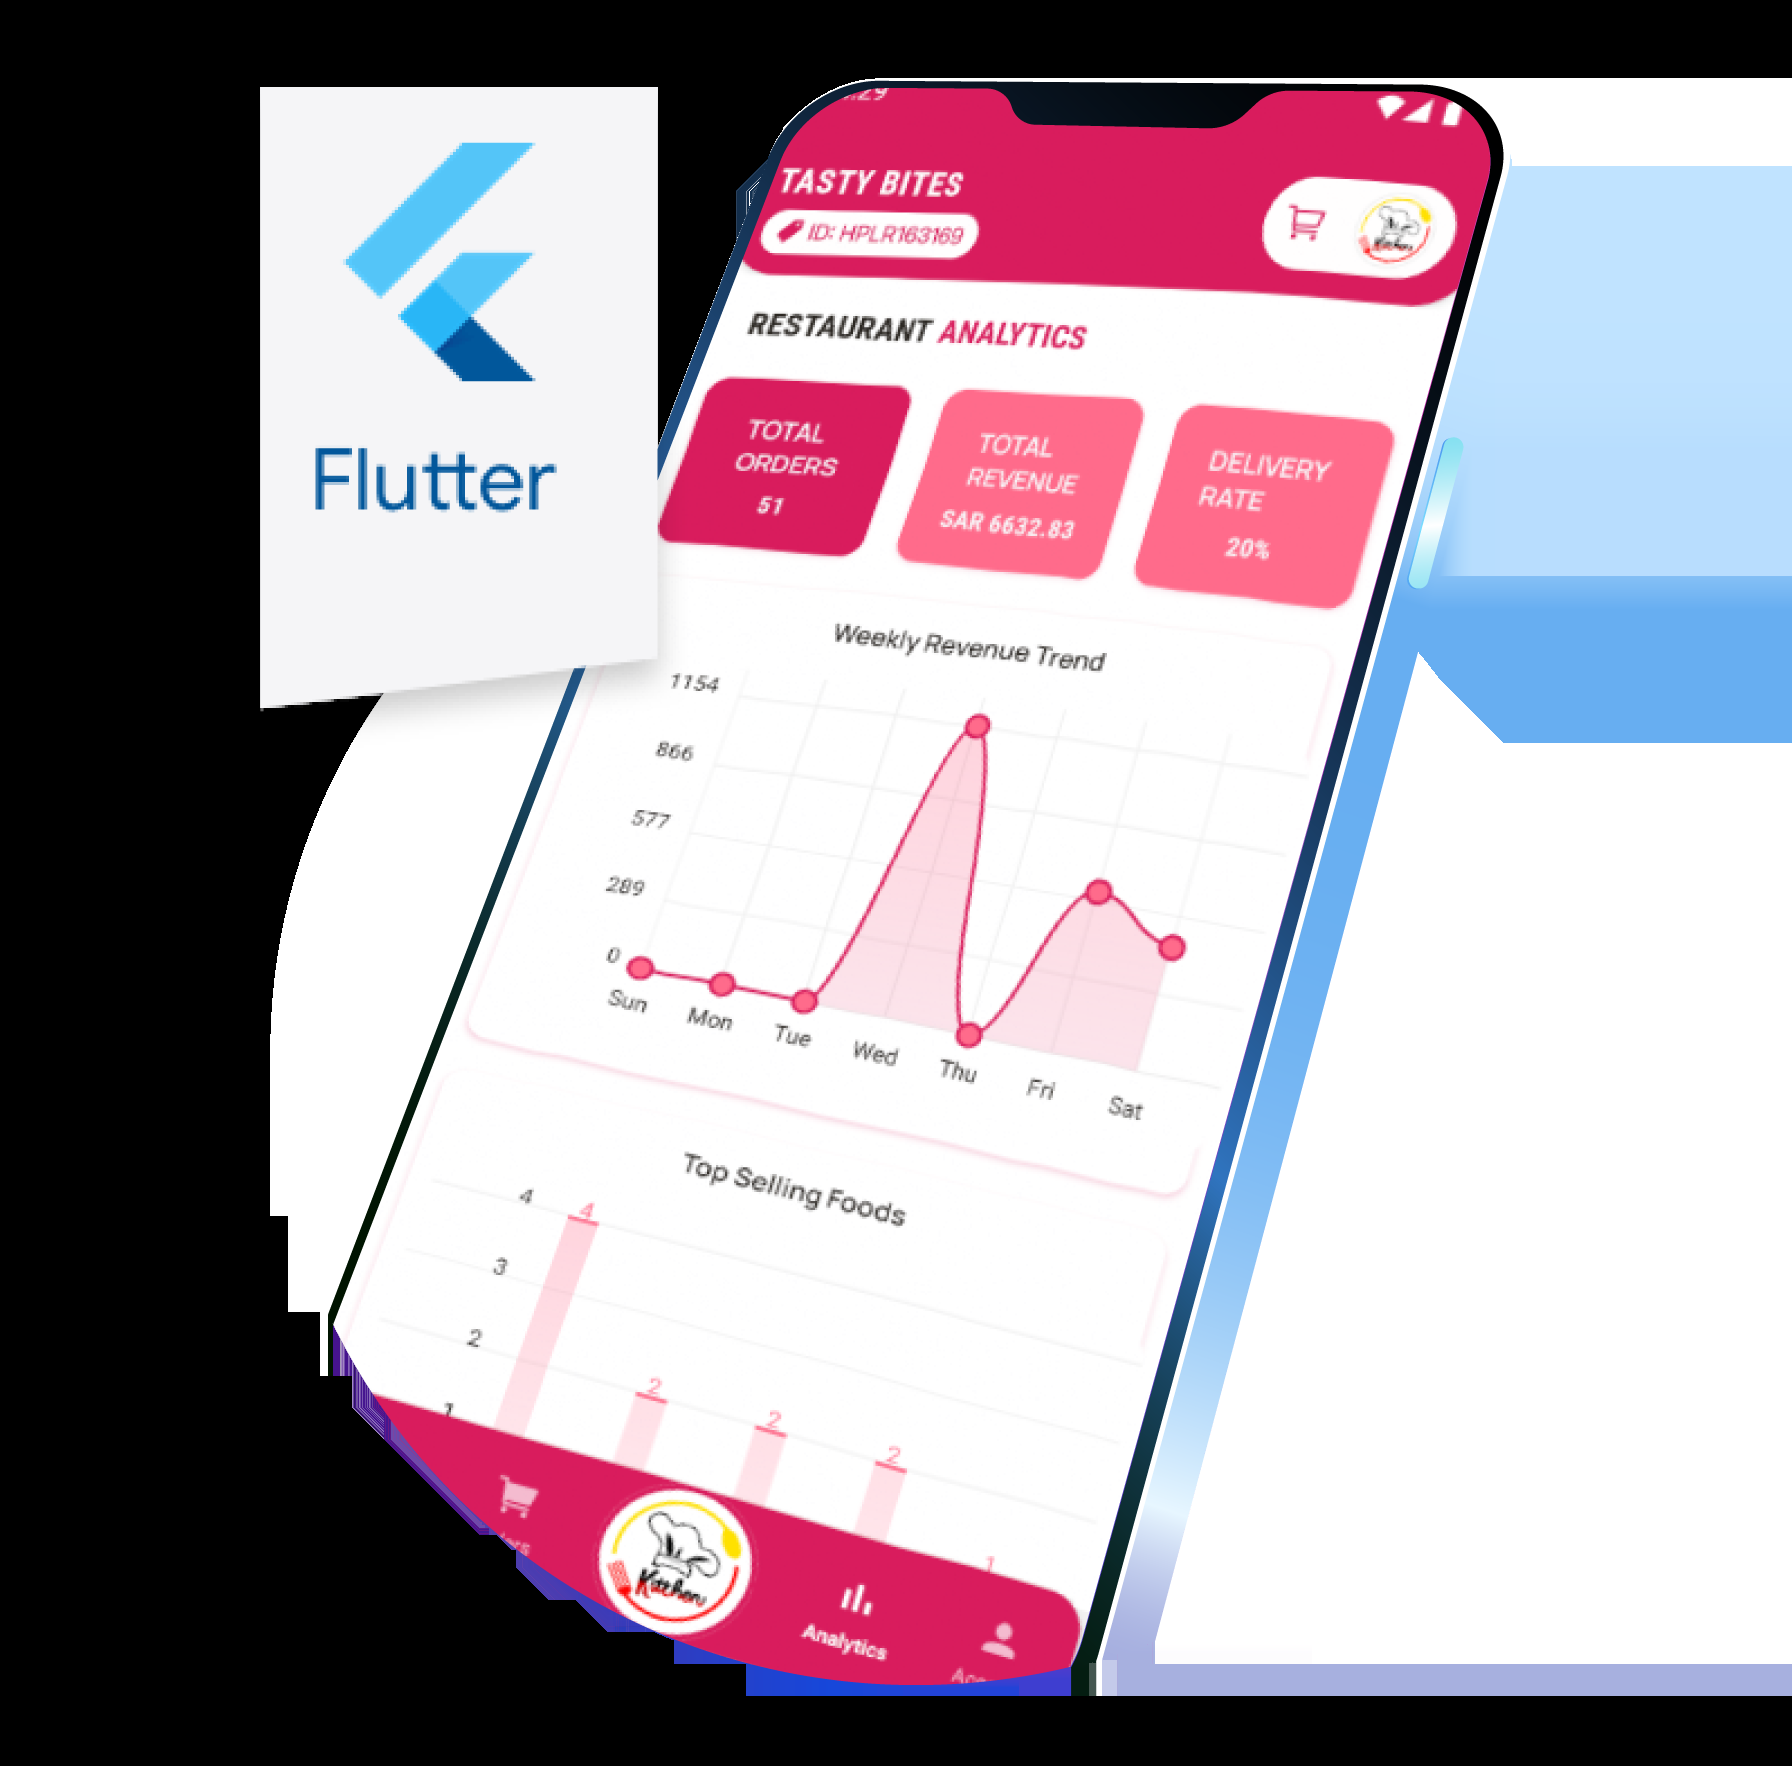 Flutter
TASTY BITES
ID: HPLR163169
Kitchen
RESTAURANT ANALYTICS
TOTAL
ORDERS
51
TOTAL
REVENUE
SAR 6632.83
DELIVERY
RATE
20%
Weekly Revenue Trend
1154
866
577
289
0
Sun Mon Tue Wed Thu Fri Sat
Top Selling Foods
4
3
2
1
4 2 2 2 1
Kitchen
Analytics